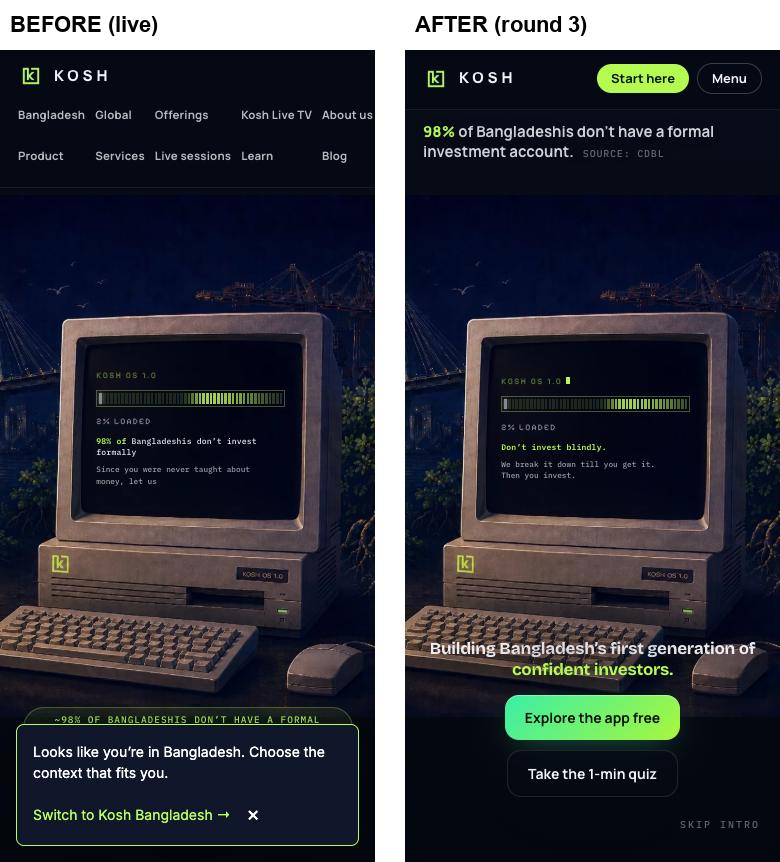 BEFORE (live)
KOSH
Bangladesh Global Offerings Kosh Live TV About us
Product Services Live sessions Learn Blog
KOSH OS 1.0
2% LOADED
98% of Bangladeshis don't invest
formally
Since you were never taught about
money, let us
KOSH OS 1.0
~98% OF BANGLADESHIS DON'T HAVE A FORMAL
Looks like you're in Bangladesh. Choose the
context that fits you.
Switch to Kosh Bangladesh → ✕
AFTER (round 3)
KOSH
Start here
Menu
98% of Bangladeshis don't have a formal
investment account. SOURCE: CDBL
KOSH OS 1.0
2% LOADED
Don't invest blindly.
We break it down till you get it.
Then you invest.
KOSH OS 1.0
Building Bangladesh's first generation of
confident investors.
Explore the app free
Take the 1-min quiz
SKIP INTRO